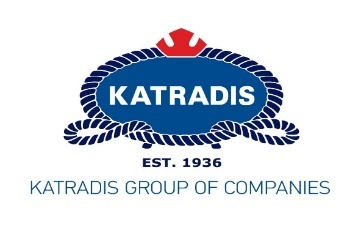 KATRADIS
EST. 1936
KATRADIS GROUP OF COMPANIES